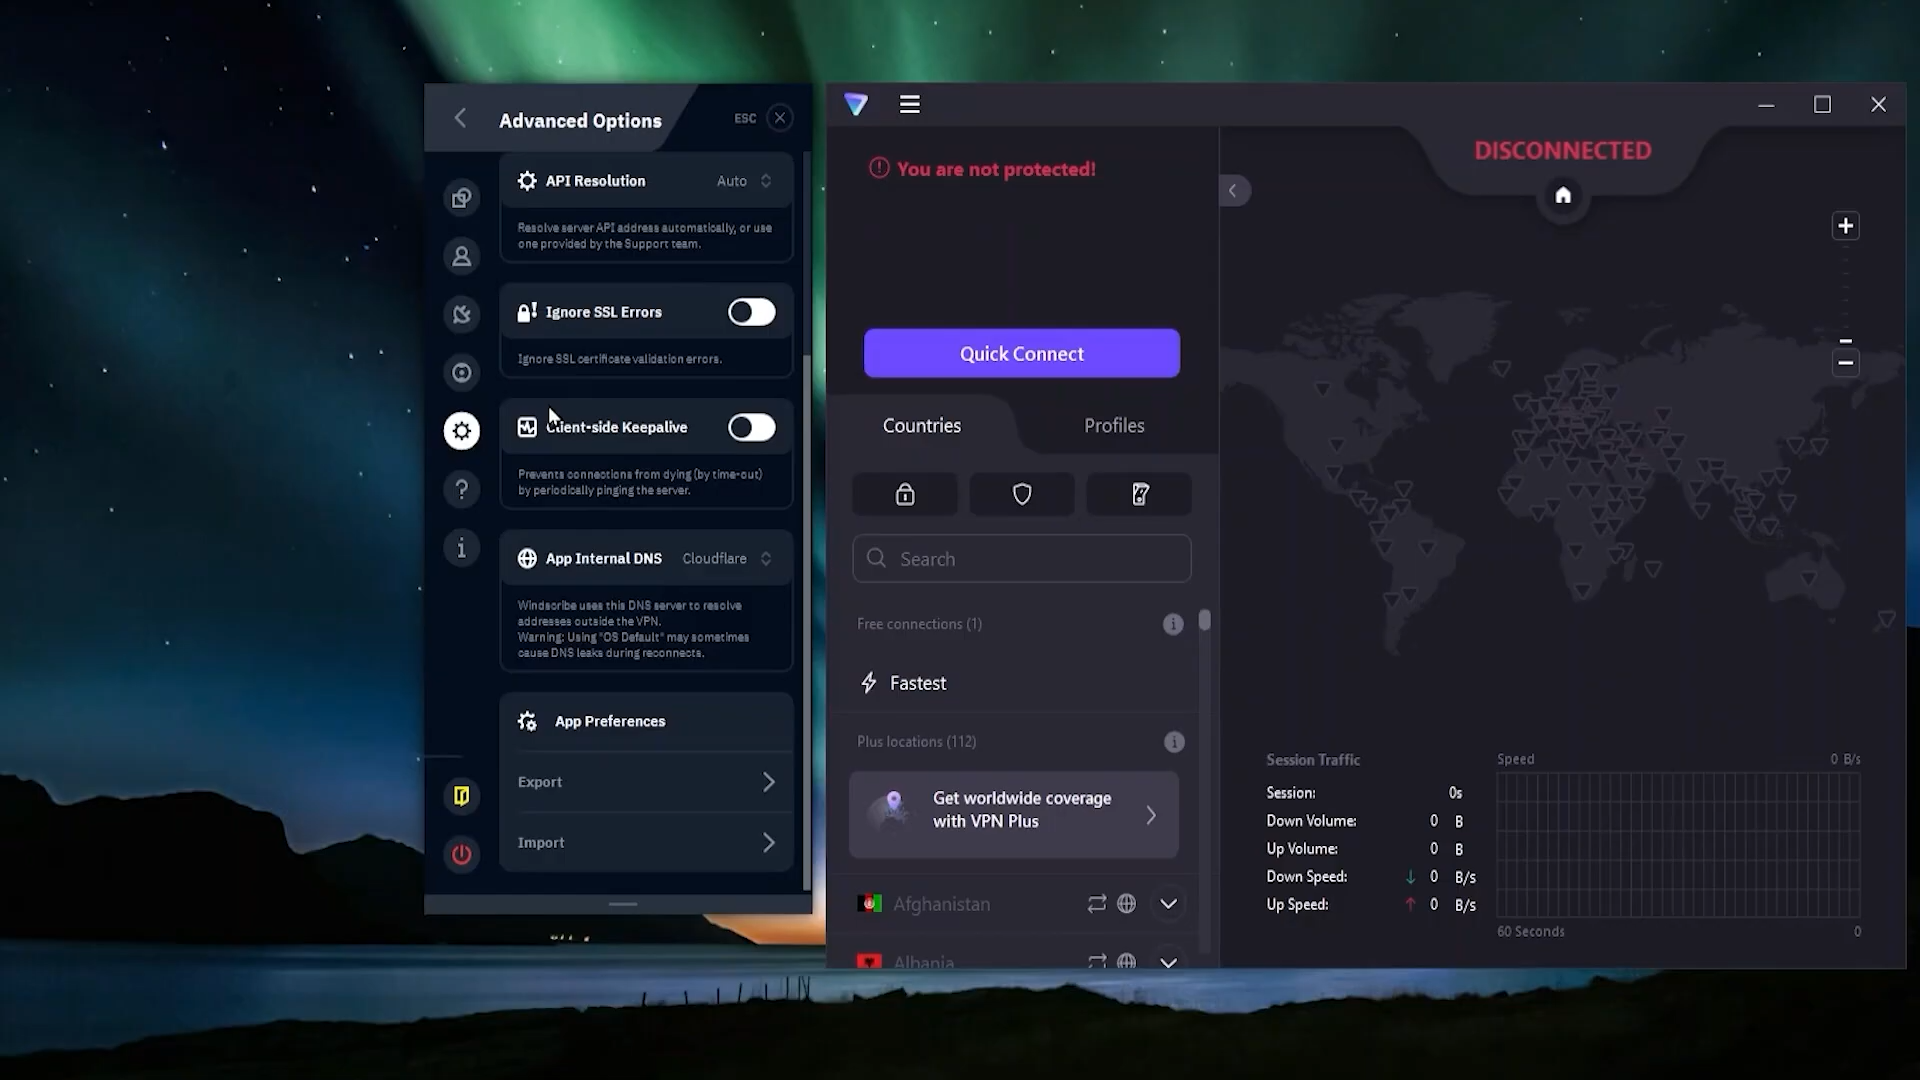 Advanced Options
ESC
API Resolution
Auto
Resolve server API address automatically, or use
one provided by the Support team.
Ignore SSL Errors
Ignore SSL certificate validation errors.
Client-side Keepalive
Prevents connections from dying (by time-out)
by periodically pinging the server.
App Internal DNS
Cloudflare
Windscribe uses this DNS server to resolve
addresses outside the VPN.
Warning: Using "OS Default" may sometimes
cause DNS leaks during reconnects.
App Preferences
Export
Import
You are not protected!
Quick Connect
Countries
Profiles
Search
Free connections (1)
Fastest
Plus locations (112)
Get worldwide coverage
with VPN Plus
Afghanistan
Albania
DISCONNECTED
Session Traffic
Session: 0s
Down Volume: 0 B
Up Volume: 0 B
Down Speed: 0 B/s
Up Speed: 0 B/s
Speed
0 B/s
60 Seconds
0